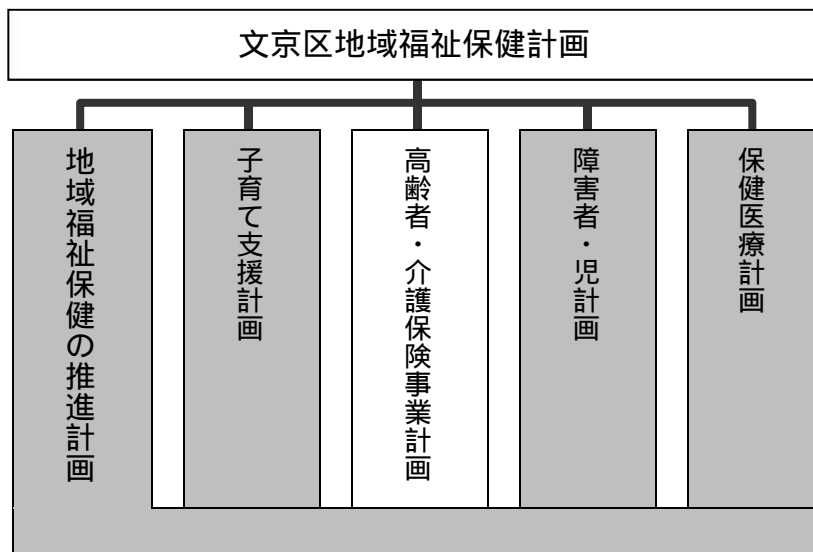 文京区地域福祉保健計画
地域福祉保健の推進計画
子育て支援計画
高齢者・介護保険事業計画
障害者・児計画
保健医療計画